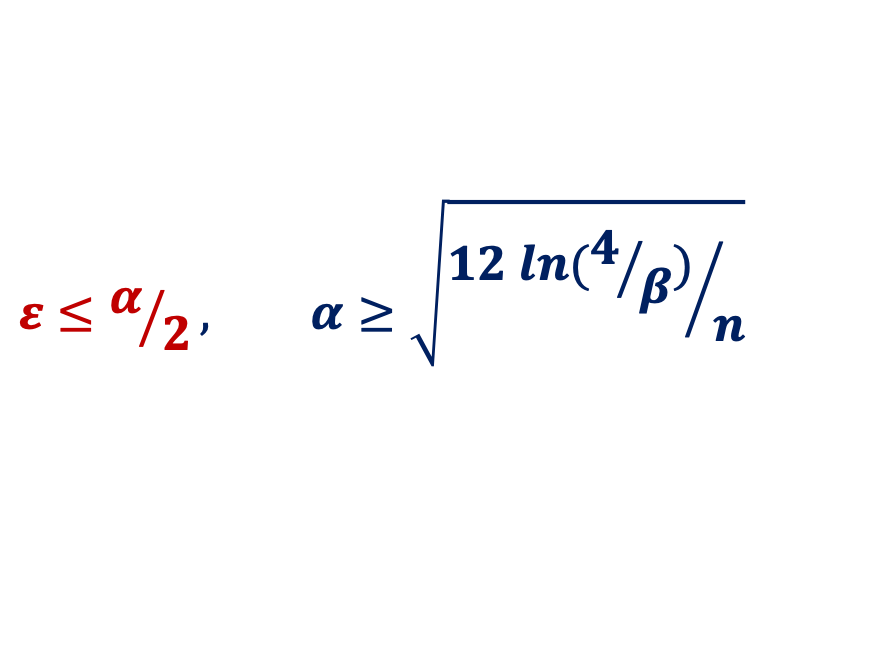 ε ≤ α/2 ,   α ≥ √(12 ln(4/β)/n)